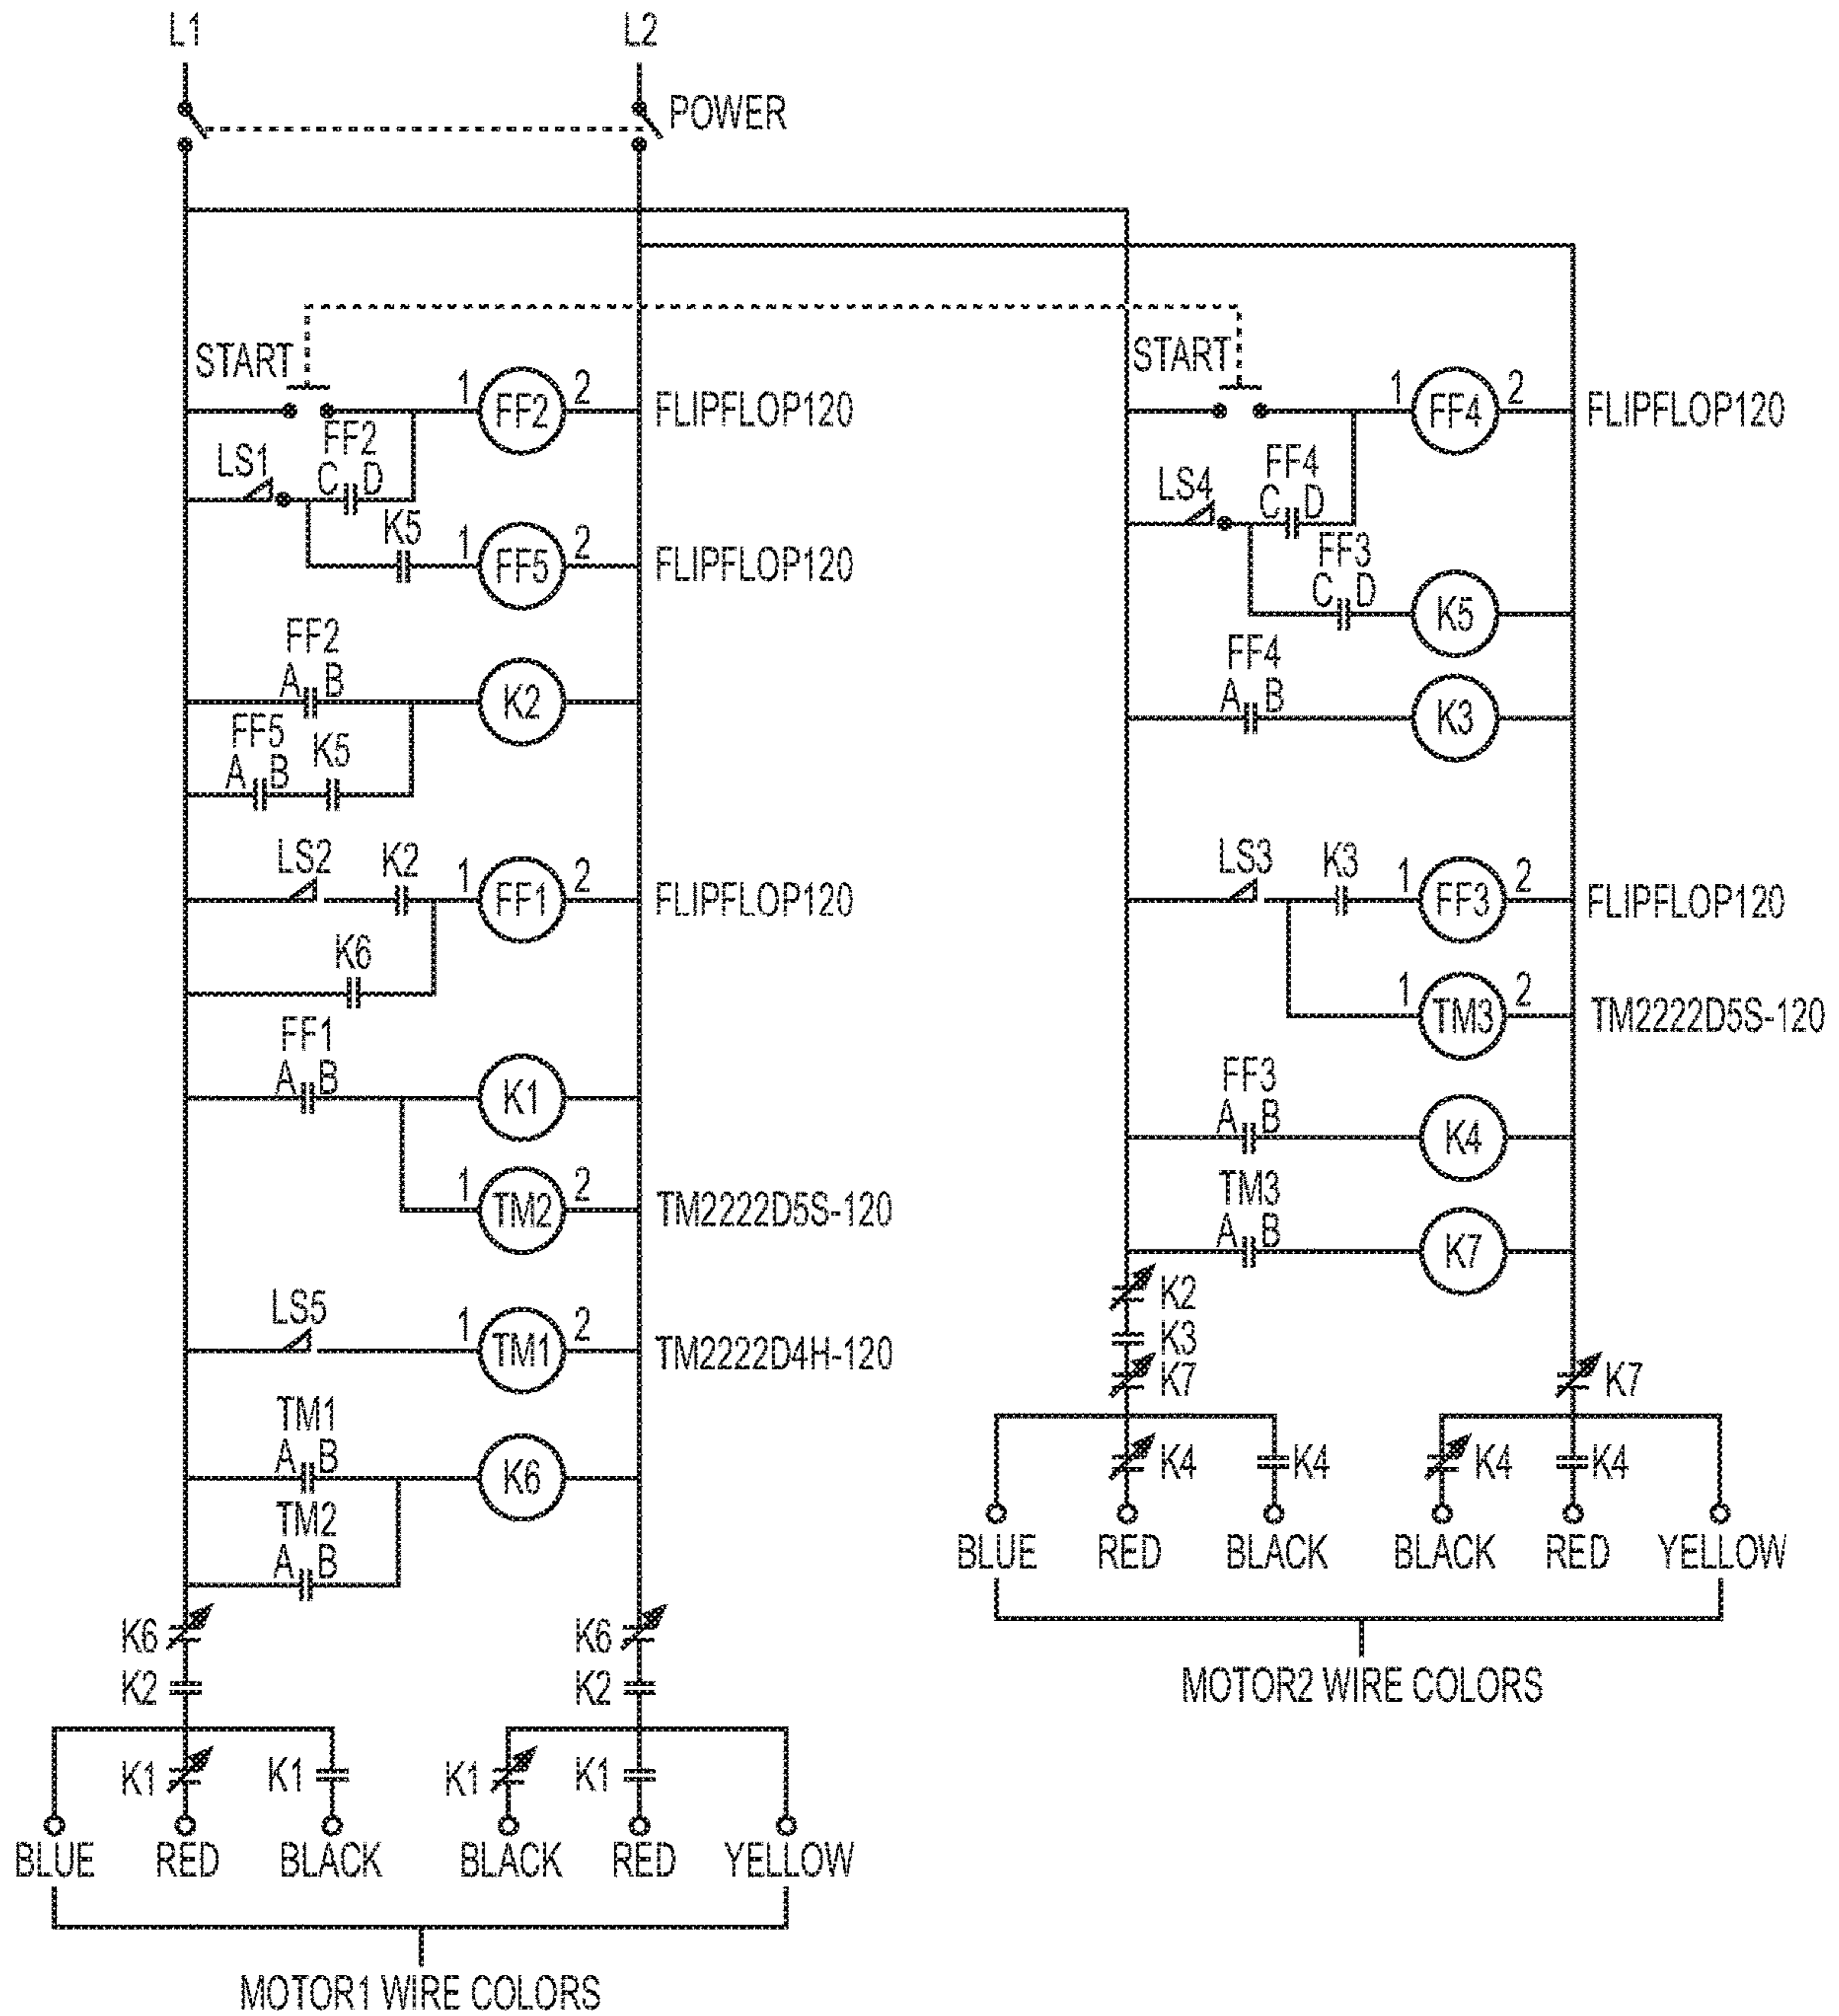 L1 L2
POWER
START
1 FF2 2 FLIPFLOP120
FF2
LS1 C D
K5
1 FF5 2 FLIPFLOP120
FF2
A B K2
FF5 K5
A B
LS2 K2 1 FF1 2 FLIPFLOP120
K6
FF1
A B K1
1 TM2 2 TM2222D5S-120
LS5 1 TM1 2 TM2222D4H-120
TM1
A B K6
TM2
A B
K6 K6
K2 K2
K1 K1 K1 K1
BLUE RED BLACK BLACK RED YELLOW
MOTOR1 WIRE COLORS
START
1 FF4 2 FLIPFLOP120
FF4
LS4 C D
FF3
C D K5
FF4
A B K3
LS3 K3 1 FF3 2 FLIPFLOP120
1 TM3 2 TM2222D5S-120
FF3
A B K4
TM3
A B K7
K2
K3
K7 K7
K4 K4 K4 K4
BLUE RED BLACK BLACK RED YELLOW
MOTOR2 WIRE COLORS